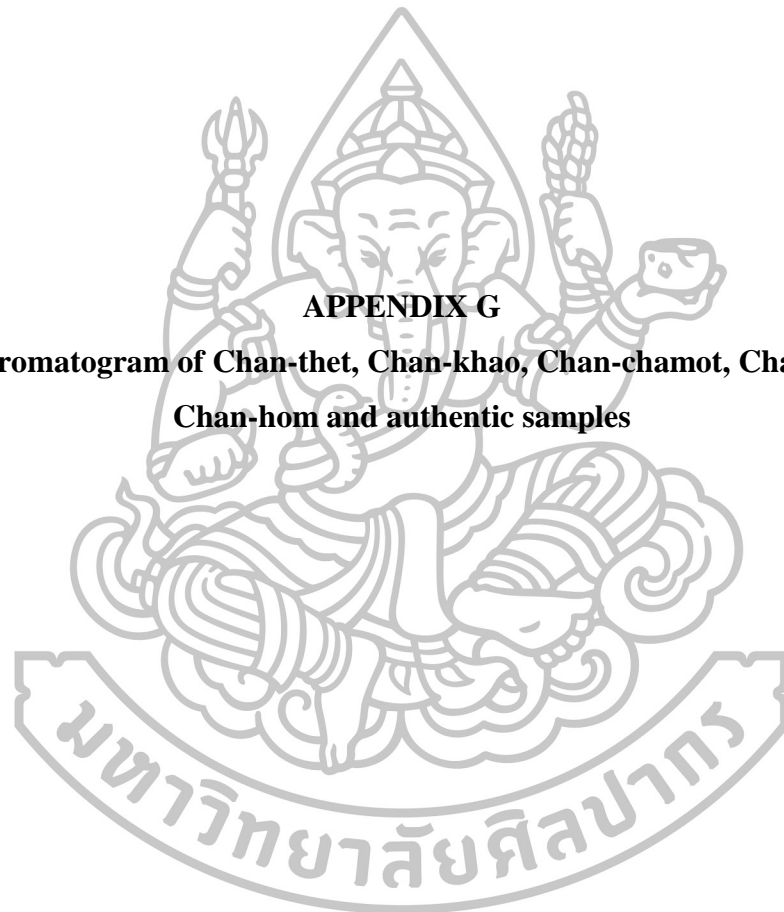 APPENDIX G
romatogram of Chan-thet, Chan-khao, Chan-chamot, Cha
Chan-hom and authentic samples
มหาวิทยาลัยศิลปากร